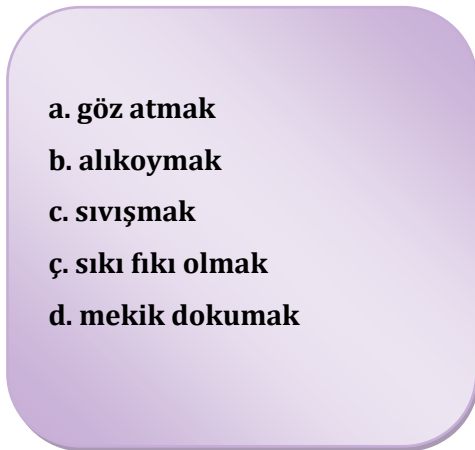 a. göz atmak
b. alıkoymak
c. sıvışmak
ç. sıkı fıkı olmak
d. mekik dokumak